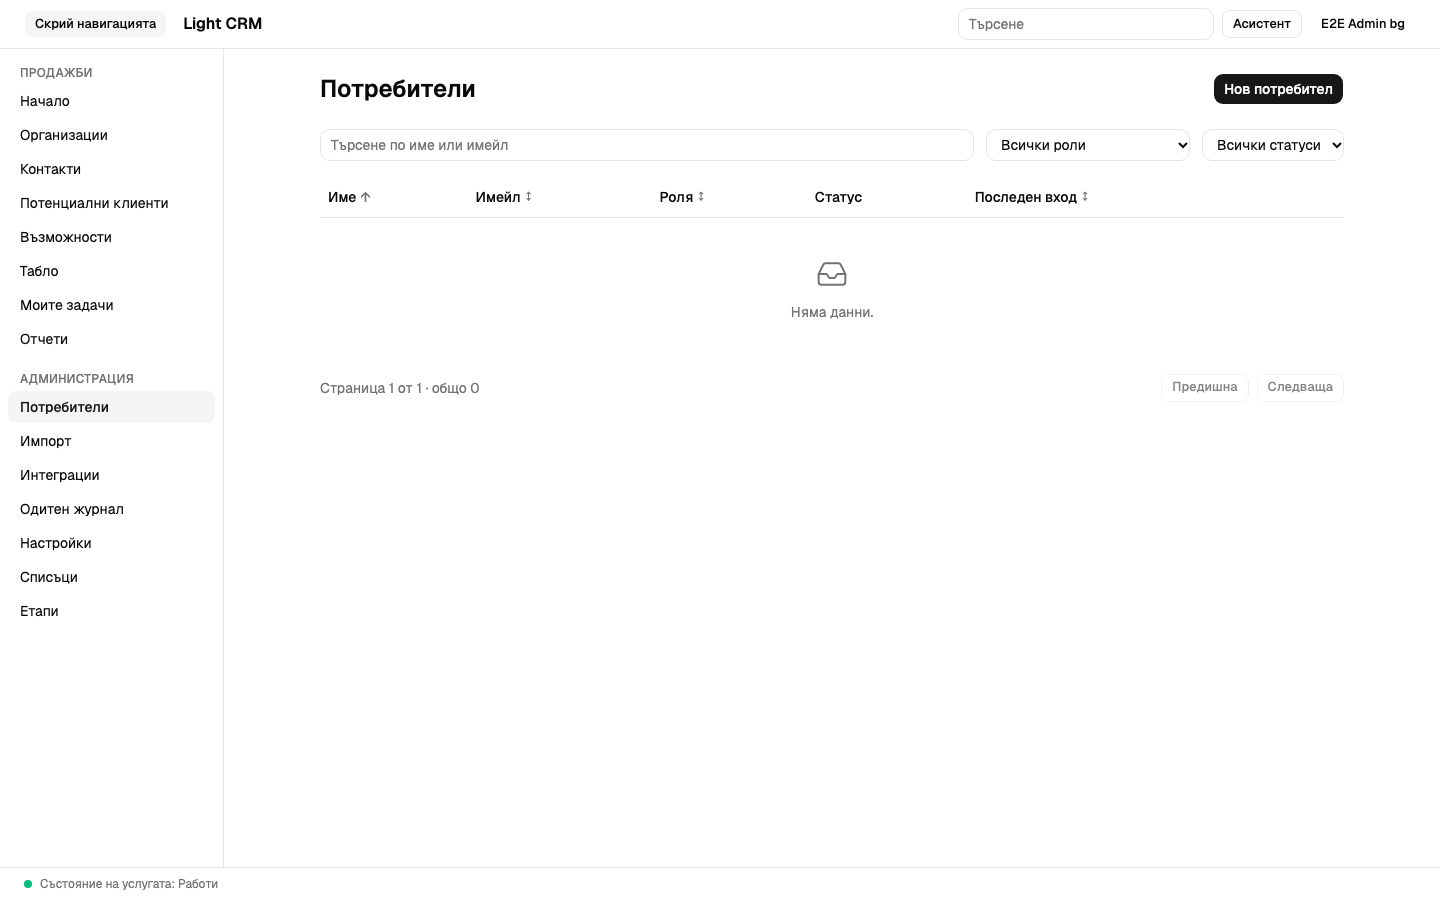 Скрий навигацията
Light CRM
Търсене
Асистент
E2E Admin bg
ПРОДАЖБИ
Начало
Организации
Контакти
Потенциални клиенти
Възможности
Табло
Моите задачи
Отчети
АДМИНИСТРАЦИЯ
Потребители
Импорт
Интеграции
Одитен журнал
Настройки
Списъци
Етапи
Потребители
Нов потребител
Търсене по име или имейл
Всички роли
Всички статуси
Име ↑
Имейл ↕
Роля ↕
Статус
Последен вход ↕
Няма данни.
Страница 1 от 1 · общо 0
Предишна
Следваща
Състояние на услугата: Работи